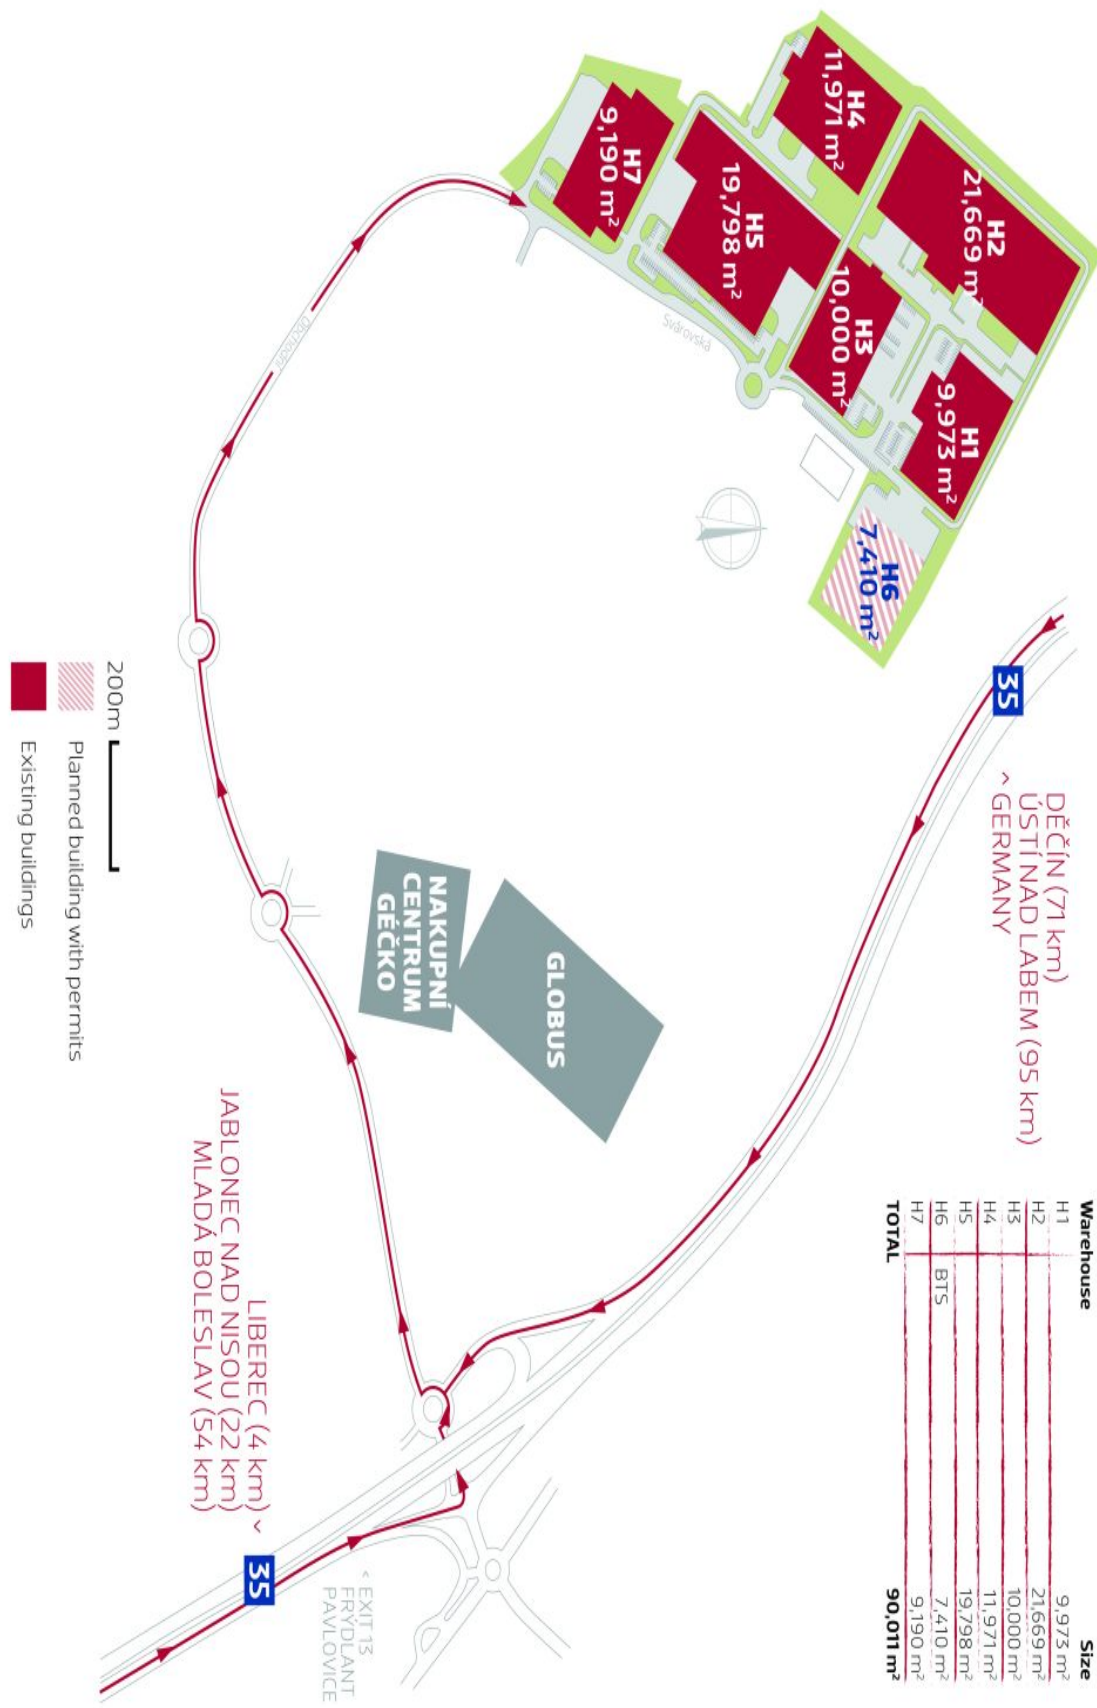 H4
11,971 m²
H2
21,669 m²
H7
9,190 m²
H5
19,798 m²
H3
10,000 m²
H1
9,973 m²
H6
7,410 m²
Svárovská
Obchodní
35
DĚČÍN (71 km)
ÚSTÍ NAD LABEM (95 km)
^ GERMANY
NAKUPNÍ
CENTRUM
GÉČKO
GLOBUS
Warehouse Size
H1 9,973 m²
H2 21,669 m²
H3 10,000 m²
H4 11,971 m²
H5 19,798 m²
H6 BTS 7,410 m²
H7 9,190 m²
TOTAL 90,011 m²
200m
Planned building with permits
Existing buildings
LIBEREC (4 km) ˅
JABLONEC NAD NISOU (22 km)
MLADÁ BOLESLAV (54 km)
35
< EXIT 13
FRÝDLANT
PAVLOVICE